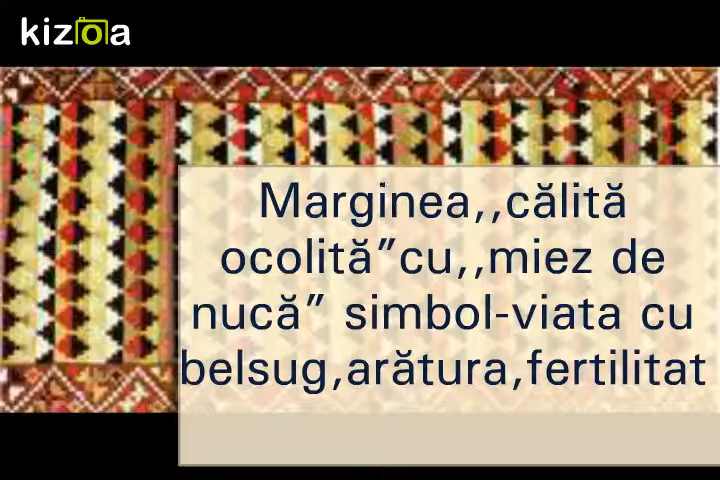 kizoa
Marginea,,călită
ocolită”cu,,miez de
nucă” simbol-viata cu
belsug,arătura,fertilitat